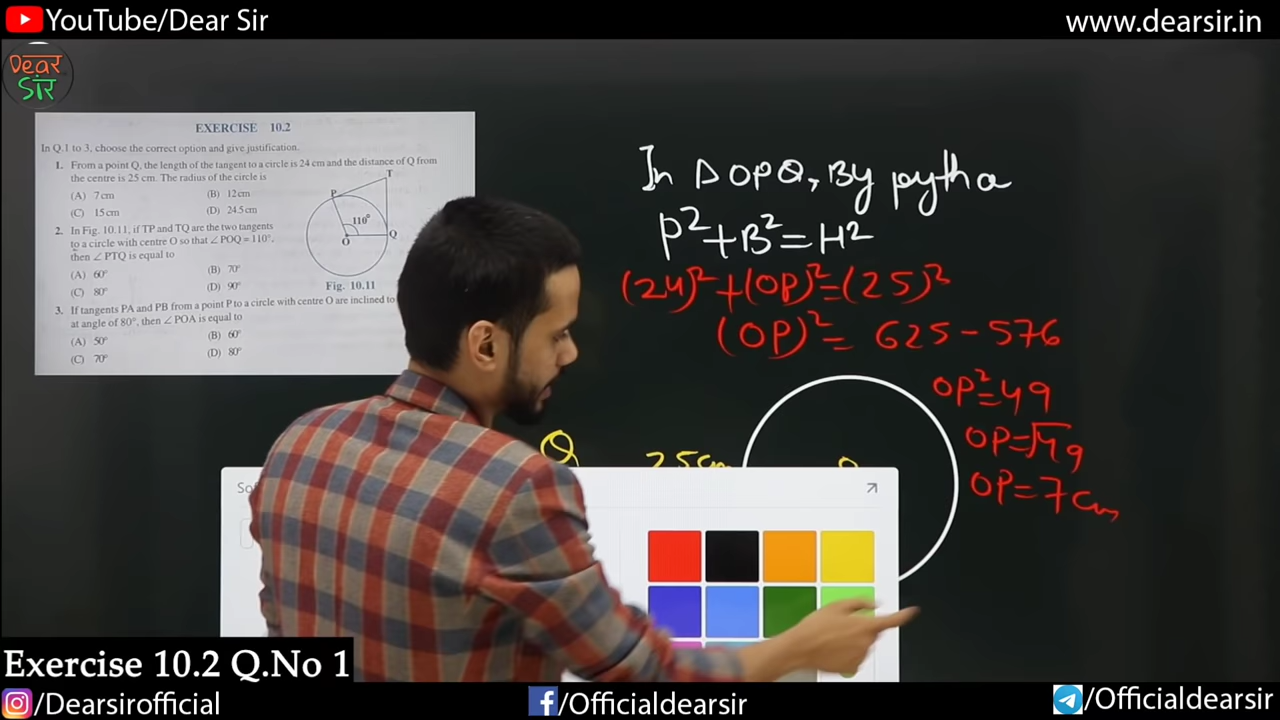 YouTube/Dear Sir
www.dearsir.in
Dear
सर
EXERCISE 10.2
In Q.1 to 3, choose the correct option and give justification.
1. From a point Q, the length of the tangent to a circle is 24 cm and the distance of Q from
the centre is 25 cm. The radius of the circle is
(A) 7 cm (B) 12 cm
(C) 15 cm (D) 24.5 cm
2. In Fig. 10.11, if TP and TQ are the two tangents
to a circle with centre O so that ∠ POQ = 110°,
then ∠ PTQ is equal to
(A) 60° (B) 70°
(C) 80° (D) 90°
T
P
110°
O
Q
Fig. 10.11
3. If tangents PA and PB from a point P to a circle with centre O are inclined to
at angle of 80°, then ∠ POA is equal to
(A) 50° (B) 60°
(C) 70° (D) 80°
In Δ OPQ, By pytha
P²+B²=H²
(24)²+(OP)²=(25)²
(OP)²= 625-576
OP²=49
OP=√49
OP=7cm
Q
25cm
Exercise 10.2 Q.No 1
/Dearsirofficial
/Officialdearsir
/Officialdearsir